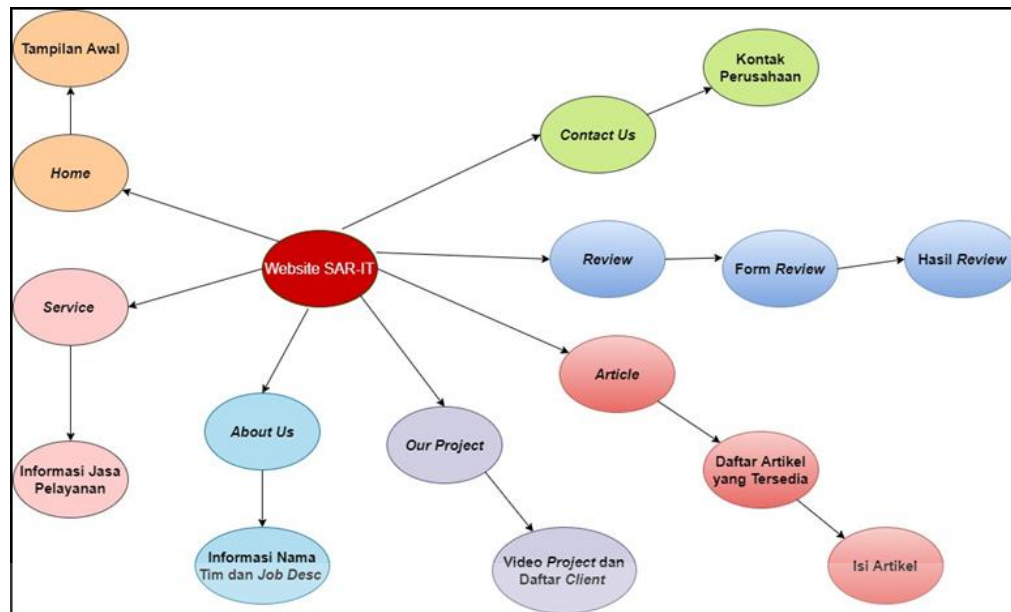 Tampilan Awal
Home
Kontak
Perusahaan
Contact Us
Website SAR-IT
Review
Form Review
Hasil Review
Service
Informasi Jasa
Pelayanan
About Us
Informasi Nama
Tim dan Job Desc
Our Project
Video Project dan
Daftar Client
Article
Daftar Artikel
yang Tersedia
Isi Artikel